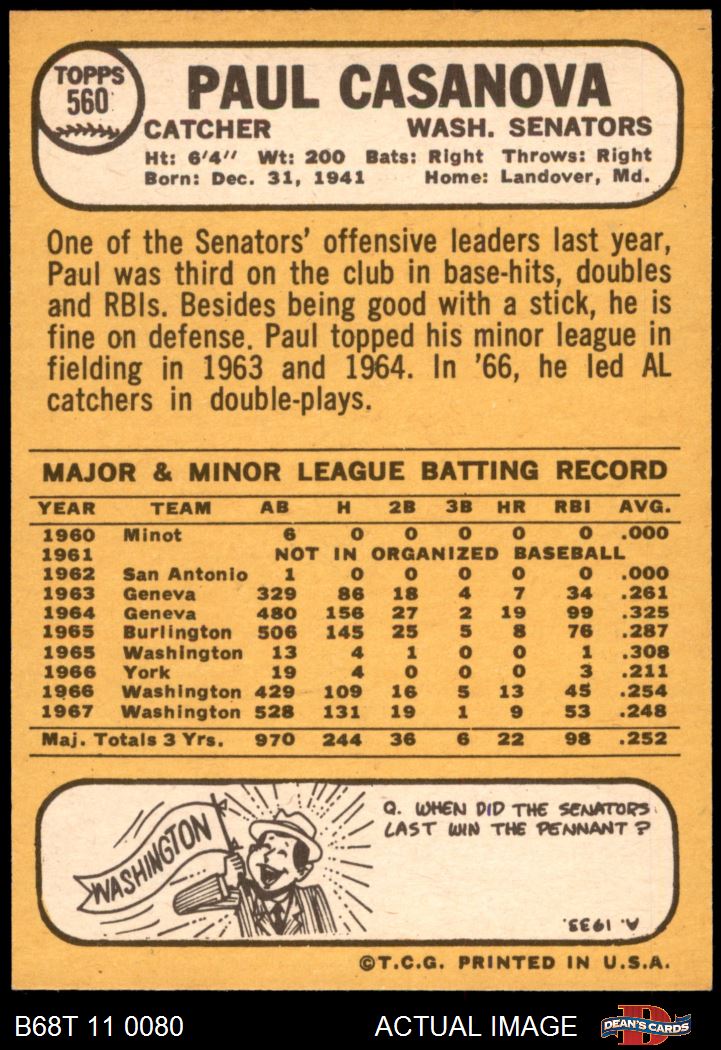 TOPPS
560
PAUL CASANOVA
CATCHER WASH. SENATORS
Ht: 6'4" Wt: 200 Bats: Right Throws: Right
Born: Dec. 31, 1941 Home: Landover, Md.
One of the Senators' offensive leaders last year,
Paul was third on the club in base-hits, doubles
and RBIs. Besides being good with a stick, he is
fine on defense. Paul topped his minor league in
fielding in 1963 and 1964. In '66, he led AL
catchers in double-plays.
MAJOR & MINOR LEAGUE BATTING RECORD
YEAR TEAM AB H 2B 3B HR RBI AVG.
1960 Minot 6 0 0 0 0 0 .000
1961 NOT IN ORGANIZED BASEBALL
1962 San Antonio 1 0 0 0 0 0 .000
1963 Geneva 329 86 18 4 7 34 .261
1964 Geneva 480 156 27 2 19 99 .325
1965 Burlington 506 145 25 5 8 76 .287
1965 Washington 13 4 1 0 0 1 .308
1966 York 19 4 0 0 0 3 .211
1966 Washington 429 109 16 5 13 45 .254
1967 Washington 528 131 19 1 9 53 .248
Maj. Totals 3 Yrs. 970 244 36 6 22 98 .252
WASHINGTON
Q. WHEN DID THE SENATORS
LAST WIN THE PENNANT?
A. 1933.
©T.C.G. PRINTED IN U.S.A.
B68T 11 0080 ACTUAL IMAGE D DEAN'S CARDS